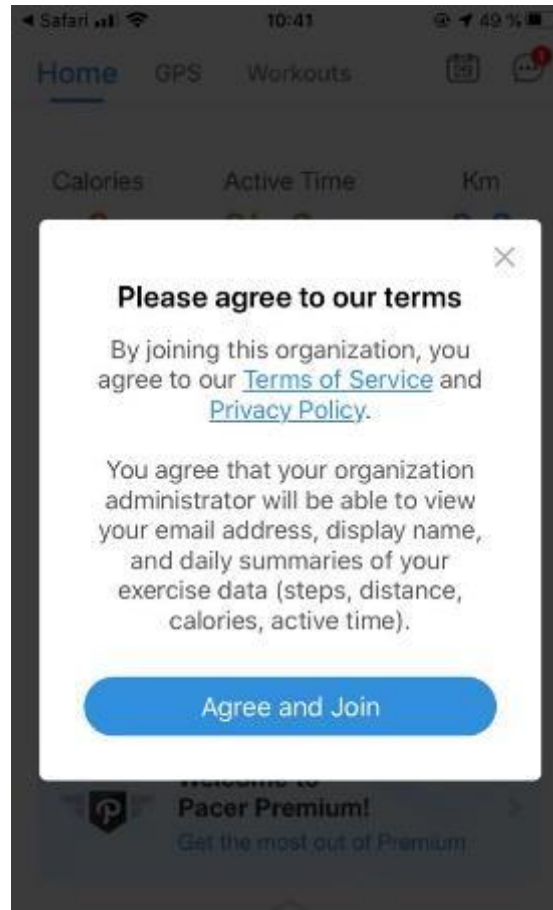 Safari
10:41
49 %
Home GPS Workouts
Calories Active Time Km
Please agree to our terms
By joining this organization, you
agree to our Terms of Service and
Privacy Policy.
You agree that your organization
administrator will be able to view
your email address, display name,
and daily summaries of your
exercise data (steps, distance,
calories, active time).
Agree and Join
Welcome to
Pacer Premium!
Get the most out of Premium